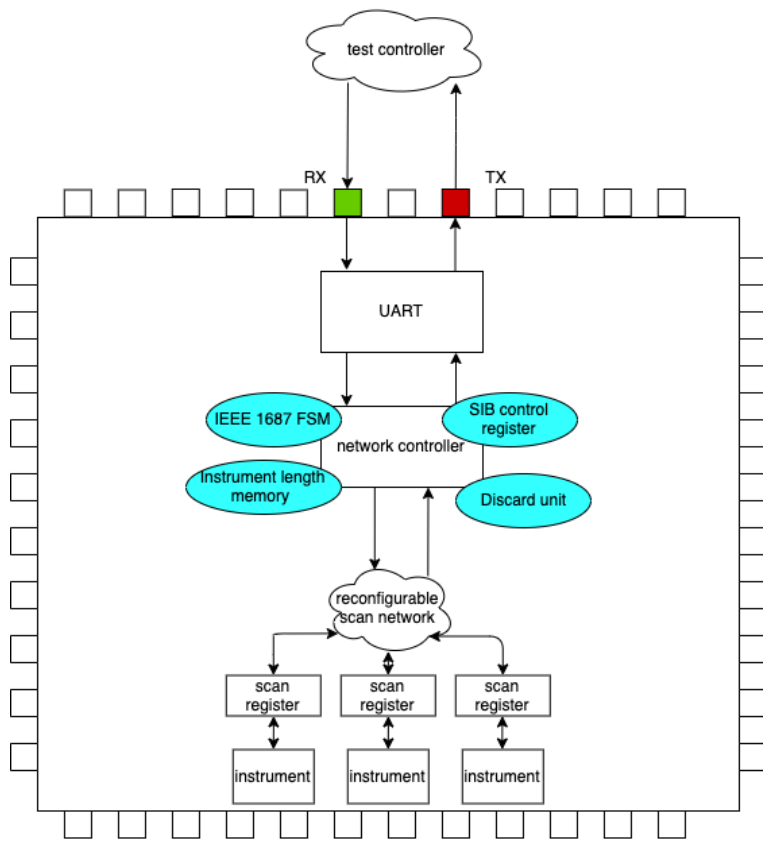 test controller
RX
TX
UART
IEEE 1687 FSM
SIB control
register
network controller
Instrument length
memory
Discard unit
reconfigurable
scan network
scan
register
scan
register
scan
register
instrument
instrument
instrument